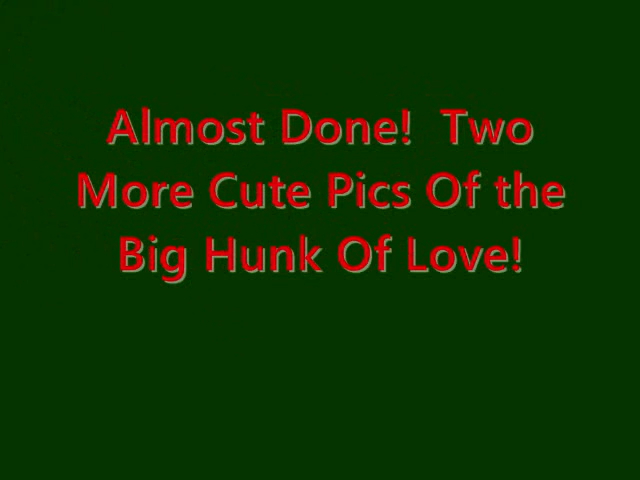 Almost Done!  Two
More Cute Pics Of the
Big Hunk Of Love!